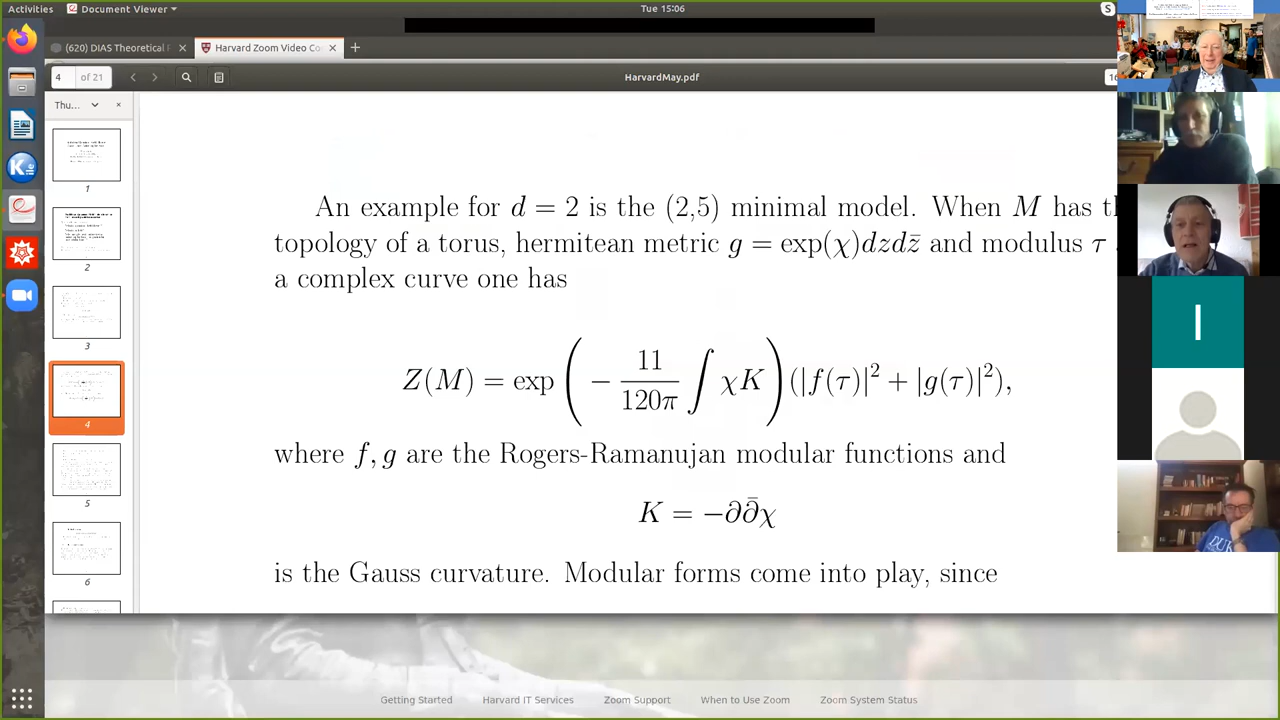 Activities Document Viewer Tue 15:06
(620) DIAS Theoretical × Harvard Zoom Video Co × +
4 of 21 HarvardMay.pdf
Thu... ×
1
2
3
4
5
6
An example for d = 2 is the (2,5) minimal model. When M has th
topology of a torus, hermitean metric g = exp(χ)dzdz̄ and modulus τ
a complex curve one has
Z(M) = exp ( − 11/120π ∫ χK ) (|f(τ)|² + |g(τ)|²),
where f, g are the Rogers-Ramanujan modular functions and
K = −∂∂̄χ
is the Gauss curvature. Modular forms come into play, since
Getting Started Harvard IT Services Zoom Support When to Use Zoom Zoom System Status
I
DUK